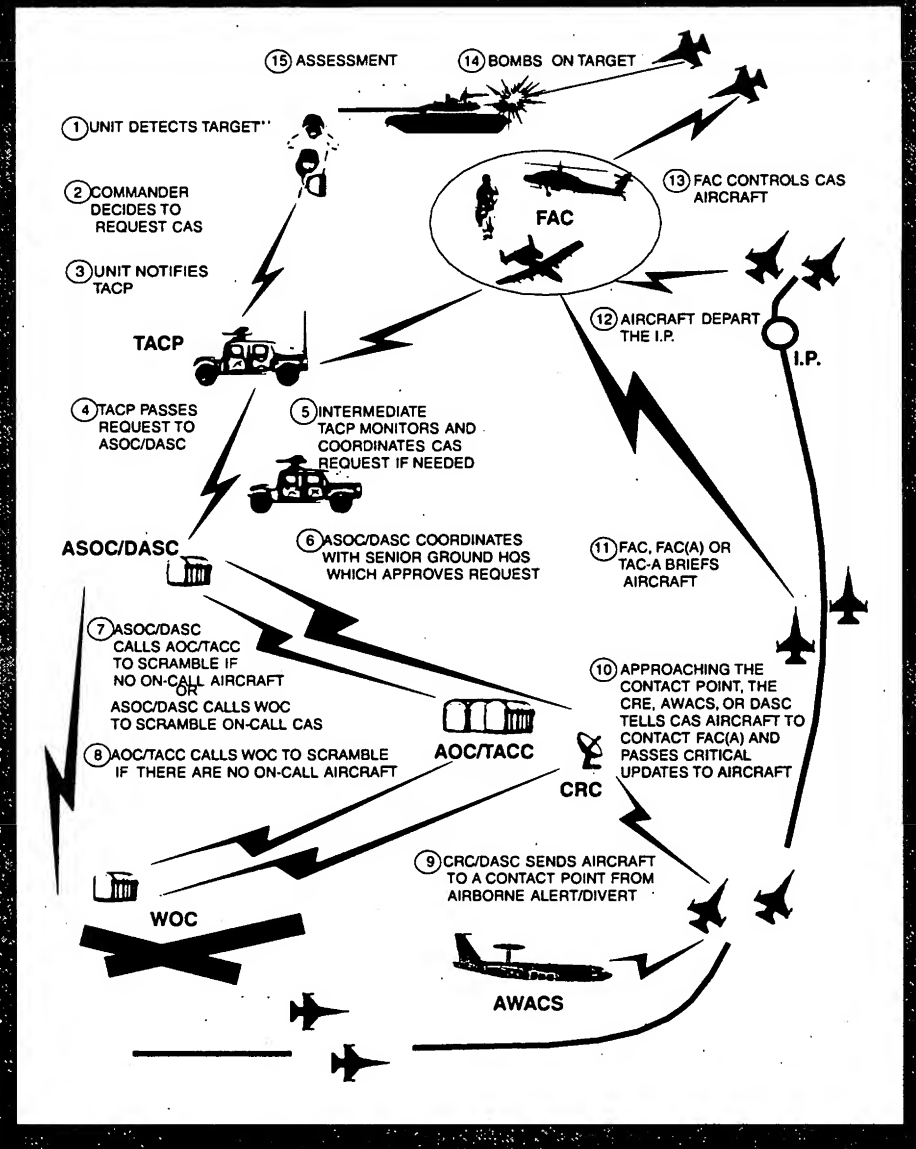 15 ASSESSMENT
14 BOMBS ON TARGET
1 UNIT DETECTS TARGET''
2 COMMANDER
DECIDES TO
REQUEST CAS
13 FAC CONTROLS CAS
AIRCRAFT
FAC
3 UNIT NOTIFIES
TACP
12 AIRCRAFT DEPART
THE I.P.
I.P.
TACP
4 TACP PASSES
REQUEST TO
ASOC/DASC
5 INTERMEDIATE
TACP MONITORS AND
COORDINATES CAS
REQUEST IF NEEDED
ASOC/DASC
6 ASOC/DASC COORDINATES
WITH SENIOR GROUND HQS
WHICH APPROVES REQUEST
11 FAC, FAC(A) OR
TAC-A BRIEFS
AIRCRAFT
7 ASOC/DASC
CALLS AOC/TACC
TO SCRAMBLE IF
NO ON-CALL AIRCRAFT
OR
ASOC/DASC CALLS WOC
TO SCRAMBLE ON-CALL CAS
10 APPROACHING THE
CONTACT POINT, THE
CRE, AWACS, OR DASC
TELLS CAS AIRCRAFT TO
CONTACT FAC(A) AND
PASSES CRITICAL
UPDATES TO AIRCRAFT
8 AOC/TACC CALLS WOC TO SCRAMBLE
IF THERE ARE NO ON-CALL AIRCRAFT
AOC/TACC
CRC
9 CRC/DASC SENDS AIRCRAFT
TO A CONTACT POINT FROM
AIRBORNE ALERT/DIVERT
WOC
AWACS